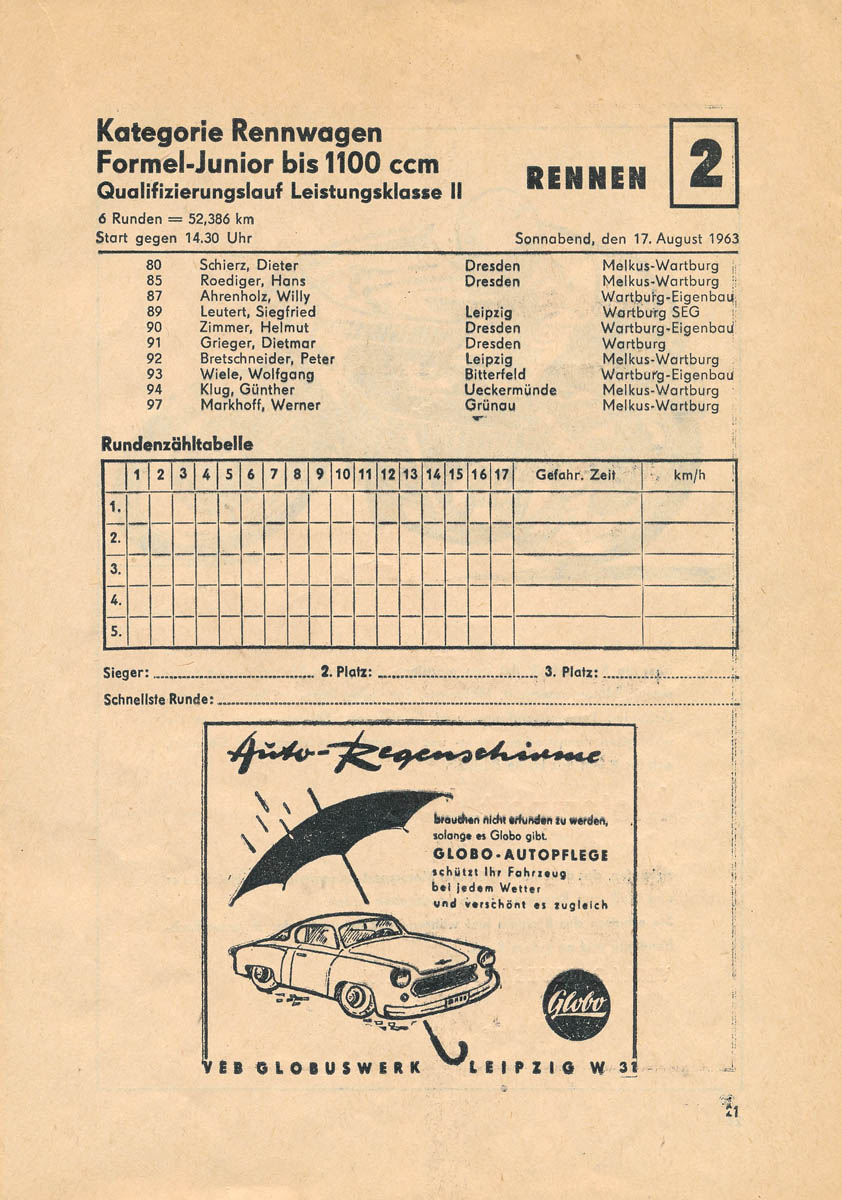 Kategorie Rennwagen
Formel-Junior bis 1100 ccm
Qualifizierungslauf Leistungsklasse II
RENNEN 2
6 Runden = 52,386 km
Start gegen 14.30 Uhr Sonnabend, den 17. August 1963
80 Schierz, Dieter Dresden Melkus-Wartburg
85 Roediger, Hans Dresden Melkus-Wartburg
87 Ahrenholz, Willy Wartburg-Eigenbau
89 Leutert, Siegfried Leipzig Wartburg SEG
90 Zimmer, Helmut Dresden Wartburg-Eigenbau
91 Grieger, Dietmar Dresden Wartburg
92 Bretschneider, Peter Leipzig Melkus-Wartburg
93 Wiele, Wolfgang Bitterfeld Wartburg-Eigenbau
94 Klug, Günther Ueckermünde Melkus-Wartburg
97 Markhoff, Werner Grünau Melkus-Wartburg
Rundenzähltabelle
1 2 3 4 5 6 7 8 9 10 11 12 13 14 15 16 17 Gefahr. Zeit km/h
1.
2.
3.
4.
5.
Sieger: 2. Platz: 3. Platz:
Schnellste Runde:
Auto-Regenschirme
brauchen nicht erfunden zu werden,
solange es Globo gibt.
GLOBO-AUTOPFLEGE
schützt Ihr Fahrzeug
bei jedem Wetter
und verschönt es zugleich
Globo
VEB GLOBUSWERK LEIPZIG W 31
21